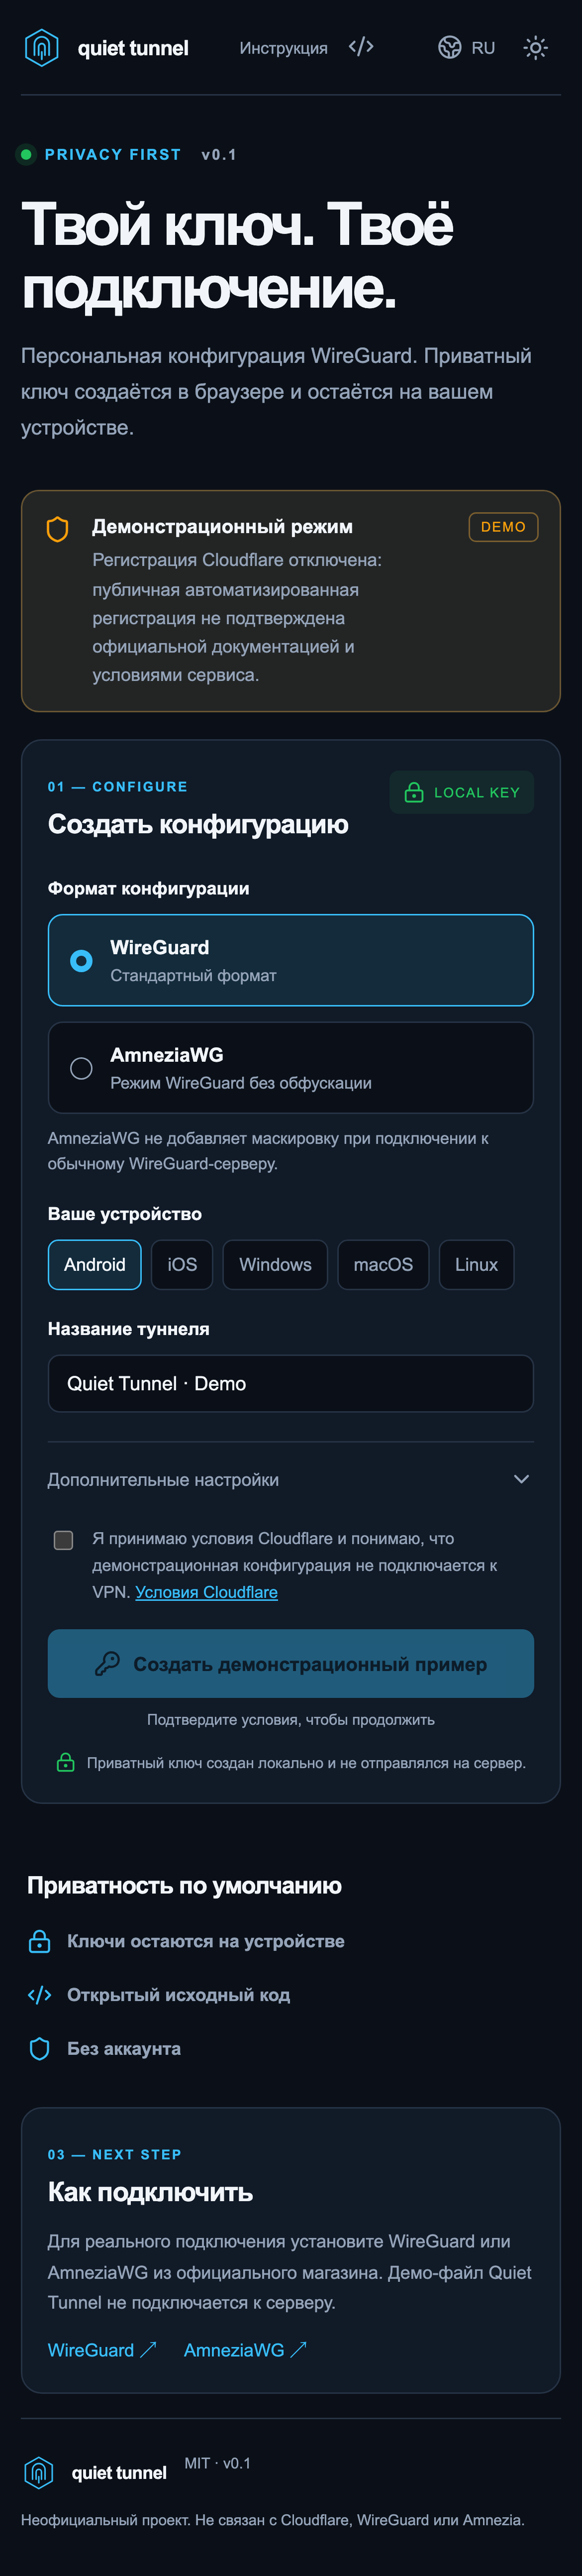 quiet tunnel
Инструкция
RU
PRIVACY FIRST v0.1
Твой ключ. Твоё
подключение.
Персональная конфигурация WireGuard. Приватный
ключ создаётся в браузере и остаётся на вашем
устройстве.
Демонстрационный режим
DEMO
Регистрация Cloudflare отключена:
публичная автоматизированная
регистрация не подтверждена
официальной документацией и
условиями сервиса.
01 — CONFIGURE
LOCAL KEY
Создать конфигурацию
Формат конфигурации
WireGuard
Стандартный формат
AmneziaWG
Режим WireGuard без обфускации
AmneziaWG не добавляет маскировку при подключении к
обычному WireGuard-серверу.
Ваше устройство
Android iOS Windows macOS Linux
Название туннеля
Quiet Tunnel · Demo
Дополнительные настройки
Я принимаю условия Cloudflare и понимаю, что
демонстрационная конфигурация не подключается к
VPN. Условия Cloudflare
Создать демонстрационный пример
Подтвердите условия, чтобы продолжить
Приватный ключ создан локально и не отправлялся на сервер.
Приватность по умолчанию
Ключи остаются на устройстве
Открытый исходный код
Без аккаунта
03 — NEXT STEP
Как подключить
Для реального подключения установите WireGuard или
AmneziaWG из официального магазина. Демо-файл Quiet
Tunnel не подключается к серверу.
WireGuard ↗ AmneziaWG ↗
quiet tunnel
MIT · v0.1
Неофициальный проект. Не связан с Cloudflare, WireGuard или Amnezia.